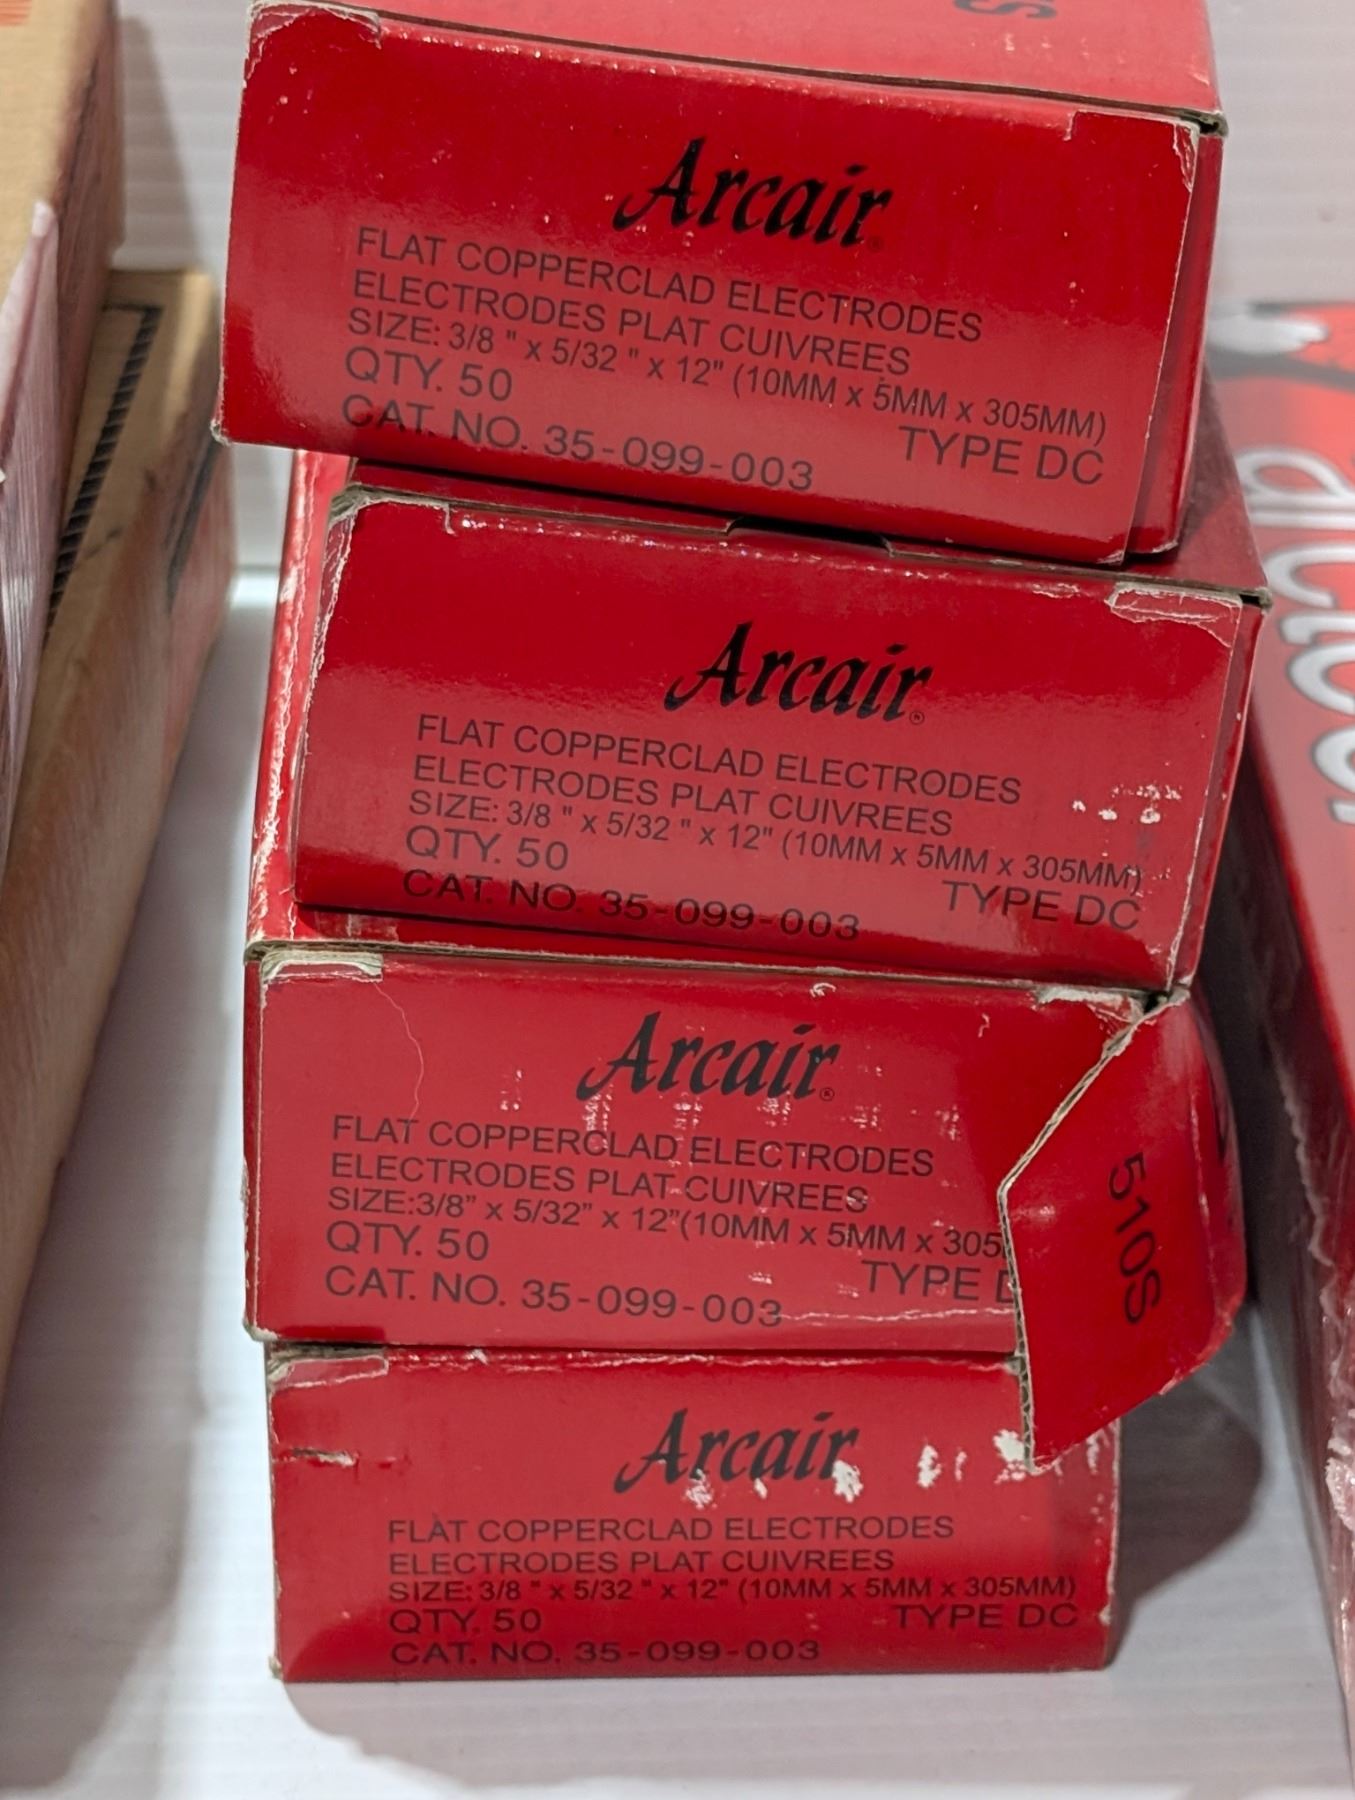 Arcair®
FLAT COPPERCLAD ELECTRODES
ELECTRODES PLAT CUIVREES
SIZE: 3/8 " x 5/32 " x 12" (10MM x 5MM x 305MM)
QTY. 50
TYPE DC
CAT. NO. 35-099-003
Arcair®
FLAT COPPERCLAD ELECTRODES
ELECTRODES PLAT CUIVREES
SIZE: 3/8 " x 5/32 " x 12" (10MM x 5MM x 305MM)
QTY. 50
TYPE DC
CAT. NO. 35-099-003
Arcair®
FLAT COPPERCLAD ELECTRODES
ELECTRODES PLAT CUIVREES
SIZE:3/8” x 5/32” x 12”(10MM x 5MM x 305
QTY. 50
TYPE
CAT. NO. 35-099-003
510S
Arcair
FLAT COPPERCLAD ELECTRODES
ELECTRODES PLAT CUIVREES
SIZE: 3/8 " x 5/32 " x 12" (10MM x 5MM x 305MM)
QTY. 50
TYPE DC
CAT. NO. 35-099-003